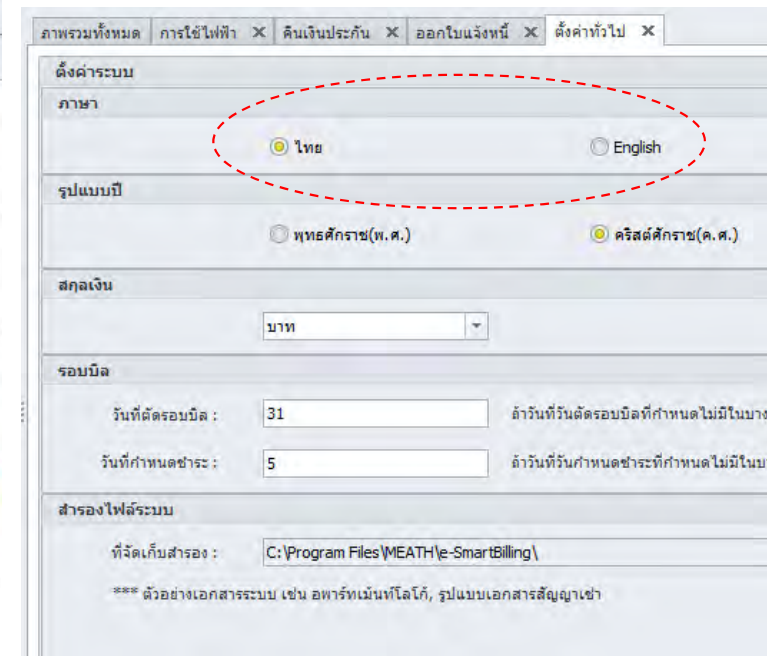 ภาพรวมทั้งหมด การใช้ไฟฟ้า คืนเงินประกัน ออกใบแจ้งหนี้ ตั้งค่าทั่วไป
ตั้งค่าระบบ
ภาษา
ไทย English
รูปแบบปี
พุทธศักราช(พ.ศ.) คริสต์ศักราช(ค.ศ.)
สกุลเงิน
บาท
รอบบิล
วันที่ตัดรอบบิล : 31 ถ้าวันที่วันตัดรอบบิลที่กำหนดไม่มีในบาง
วันที่กำหนดชำระ : 5 ถ้าวันที่วันกำหนดชำระที่กำหนดไม่มีในบ
สำรองไฟล์ระบบ
ที่จัดเก็บสำรอง : C:\Program Files\MEATH\e-SmartBilling\
*** ตัวอย่างเอกสารระบบ เช่น อพาร์ทเม้นท์โลโก้, รูปแบบเอกสารสัญญาเช่า